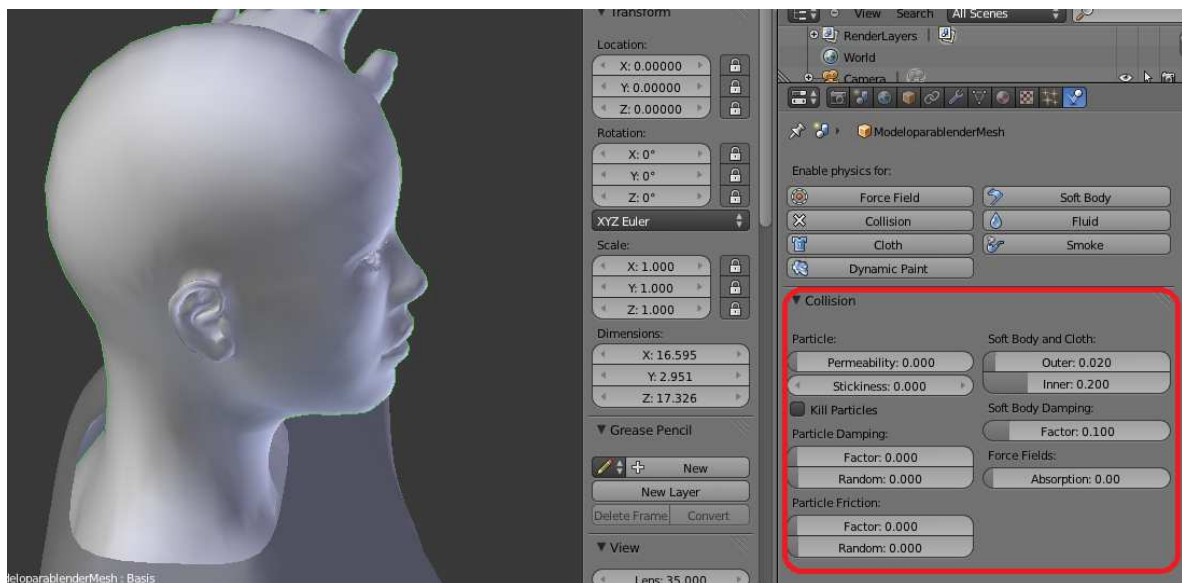 Transform
Location:
X: 0.00000
Y: 0.00000
Z: 0.00000
Rotation:
X: 0°
Y: 0°
Z: 0°
XYZ Euler
Scale:
X: 1.000
Y: 1.000
Z: 1.000
Dimensions:
X: 16.595
Y: 2.951
Z: 17.326
Grease Pencil
New
New Layer
Delete Frame Convert
View
Lens: 35.000
deloparablenderMesh : Basis
View Search All Scenes
RenderLayers
World
Camera
ModeloparablenderMesh
Enable physics for:
Force Field Soft Body
Collision Fluid
Cloth Smoke
Dynamic Paint
Collision
Particle:
Permeability: 0.000
Stickiness: 0.000
Kill Particles
Particle Damping:
Factor: 0.000
Random: 0.000
Particle Friction:
Factor: 0.000
Random: 0.000
Soft Body and Cloth:
Outer: 0.020
Inner: 0.200
Soft Body Damping:
Factor: 0.100
Force Fields:
Absorption: 0.00